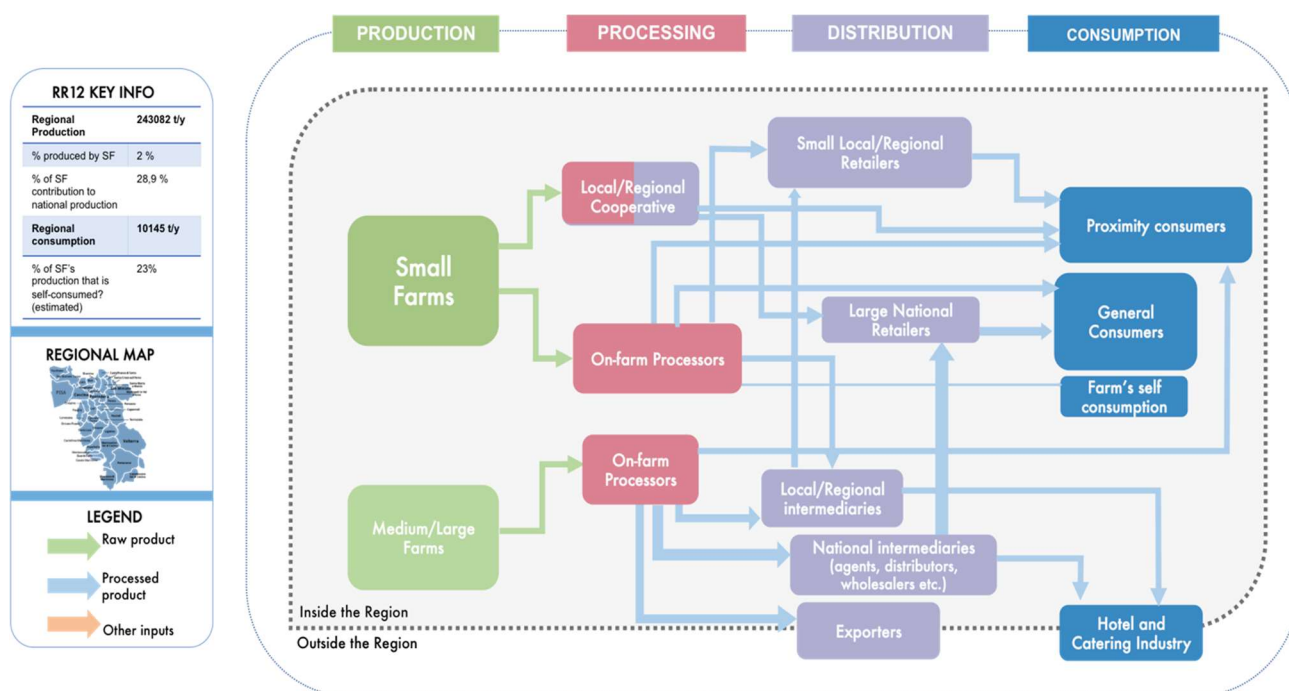 PRODUCTION
PROCESSING
DISTRIBUTION
CONSUMPTION
RR12 KEY INFO
Regional
Production
243082 t/y
% produced by SF
2 %
% of SF
contribution to
national production
28,9 %
Regional
consumption
10145 t/y
% of SF's
production that is
self-consumed?
(estimated)
23%
REGIONAL MAP
LEGEND
Raw product
Processed
product
Other inputs
Small Local/Regional
Retailers
Local/Regional
Cooperative
Proximity consumers
Small
Farms
Large National
Retailers
General
Consumers
On-farm Processors
Farm's self
consumption
On-farm
Processors
Local/Regional
intermediaries
Medium/Large
Farms
National intermediaries
(agents, distributors,
wholesalers etc.)
Inside the Region
Outside the Region
Exporters
Hotel and
Catering Industry